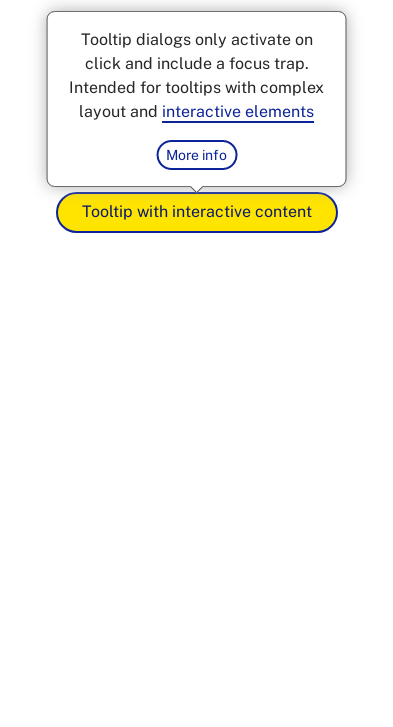 Tooltip dialogs only activate on
click and include a focus trap.
Intended for tooltips with complex
layout and interactive elements
More info
Tooltip with interactive content